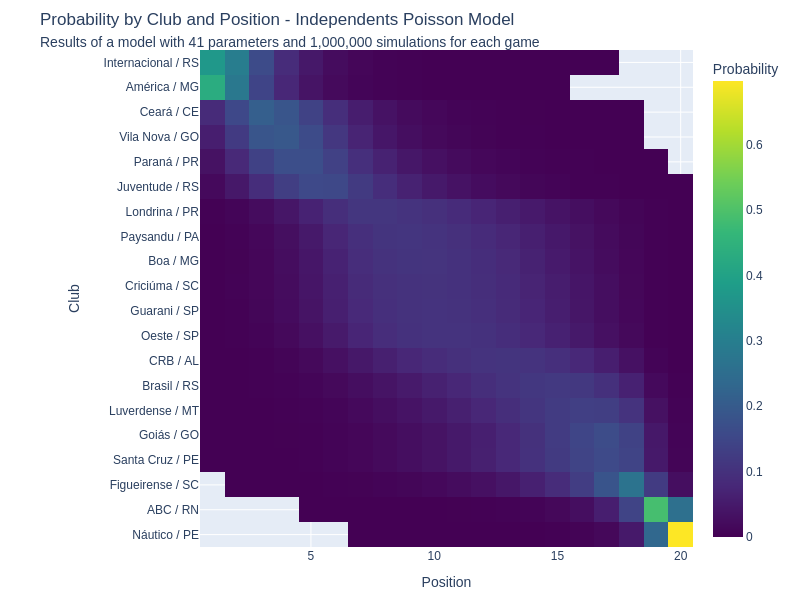 Probability by Club and Position - Independents Poisson Model
Results of a model with 41 parameters and 1,000,000 simulations for each game
Probability
Internacional / RS
América / MG
Ceará / CE
Vila Nova / GO
Paraná / PR
Juventude / RS
Londrina / PR
Paysandu / PA
Boa / MG
Criciúma / SC
Guarani / SP
Oeste / SP
CRB / AL
Brasil / RS
Luverdense / MT
Goiás / GO
Santa Cruz / PE
Figueirense / SC
ABC / RN
Náutico / PE
Club
5
10
15
20
Position
0.6
0.5
0.4
0.3
0.2
0.1
0